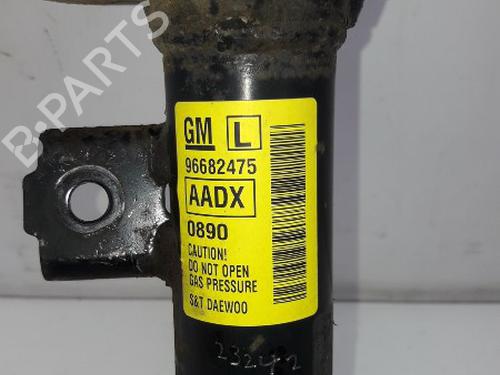 B-PARTS
GM L
96682475
AADX
0890
CAUTION!
DO NOT OPEN
GAS PRESSURE
S&T DAEWOO